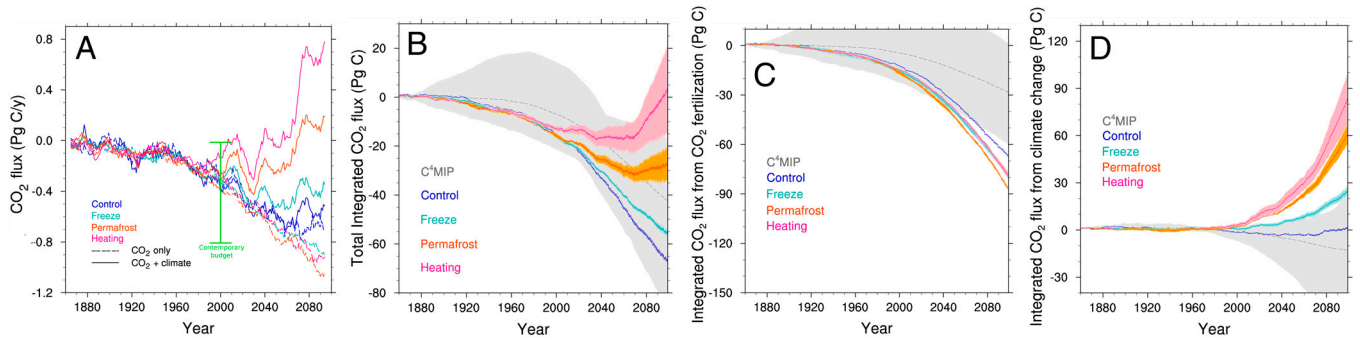 A
CO2 flux (Pg C/y)
0.8
0.4
0.0
-0.4
-0.8
-1.2
Control
Freeze
Permafrost
Heating
CO2 only
CO2 + climate
Contemporary
budget
1880 1920 1960 2000 2040 2080
Year
B
Total Integrated CO2 flux (Pg C)
20
0
-20
-40
-60
-80
C4MIP
Control
Freeze
Permafrost
Heating
1880 1920 1960 2000 2040 2080
Year
C
Integrated CO2 flux from CO2 fertilization (Pg C)
0
-30
-60
-90
-120
-150
C4MIP
Control
Freeze
Permafrost
Heating
1880 1920 1960 2000 2040 2080
Year
D
Integrated CO2 flux from climate change (Pg C)
120
90
60
30
0
-30
C4MIP
Control
Freeze
Permafrost
Heating
1880 1920 1960 2000 2040 2080
Year